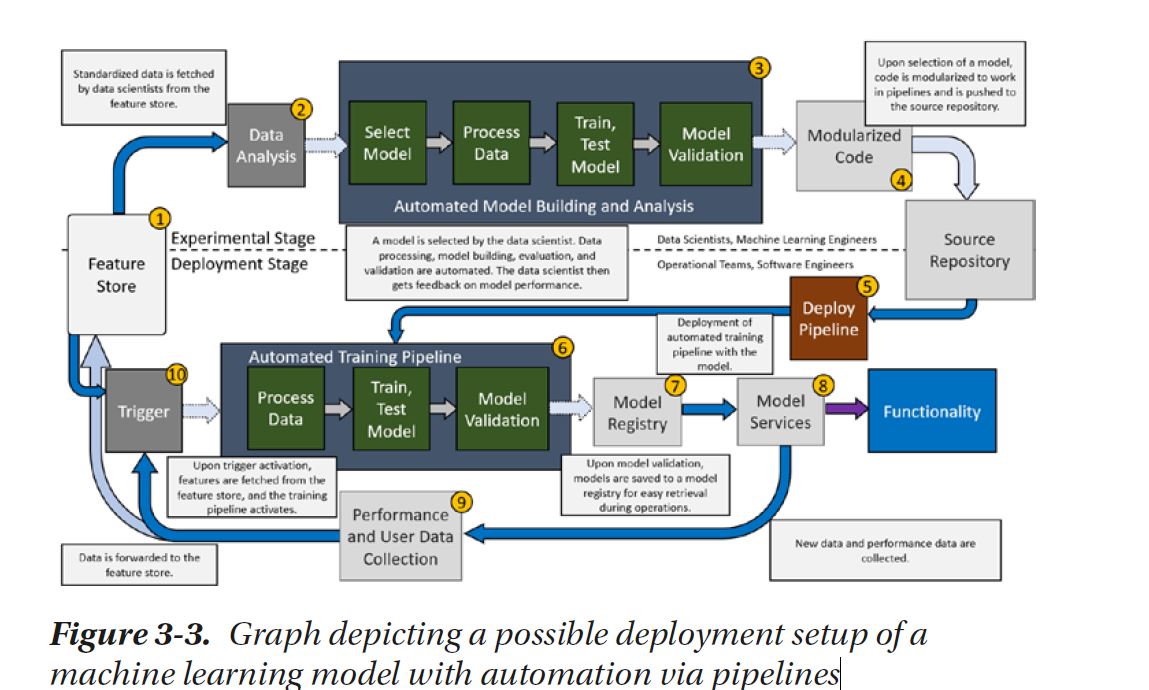 Standardized data is fetched
by data scientists from the
feature store.
2
Data
Analysis
3
Select
Model
Process
Data
Train,
Test
Model
Model
Validation
Automated Model Building and Analysis
Upon selection of a model,
code is modularized to work
in pipelines and is pushed to
the source repository.
Modularized
Code
4
1
Feature
Store
Experimental Stage
Deployment Stage
A model is selected by the data scientist. Data
processing, model building, evaluation, and
validation are automated. The data scientist then
gets feedback on model performance.
Data Scientists, Machine Learning Engineers
Operational Teams, Software Engineers
Source
Repository
5
Deploy
Pipeline
Deployment of
automated training
pipeline with the
model.
10
Trigger
6
Automated Training Pipeline
Process
Data
Train,
Test
Model
Model
Validation
7
Model
Registry
8
Model
Services
Functionality
Upon trigger activation,
features are fetched from the
feature store, and the training
pipeline activates.
Upon model validation,
models are saved to a model
registry for easy retrieval
during operations.
9
Performance
and User Data
Collection
New data and performance data are
collected.
Data is forwarded to the
feature store.
Figure 3-3. Graph depicting a possible deployment setup of a
machine learning model with automation via pipelines